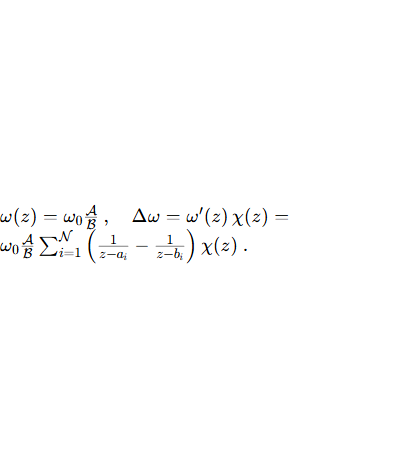 ω(z) = ω₀ 𝒜/ℬ , Δω = ω′(z) χ(z) =
ω₀ 𝒜/ℬ ∑ᵢ₌₁^𝒩 (1/(z−aᵢ) − 1/(z−bᵢ)) χ(z) .